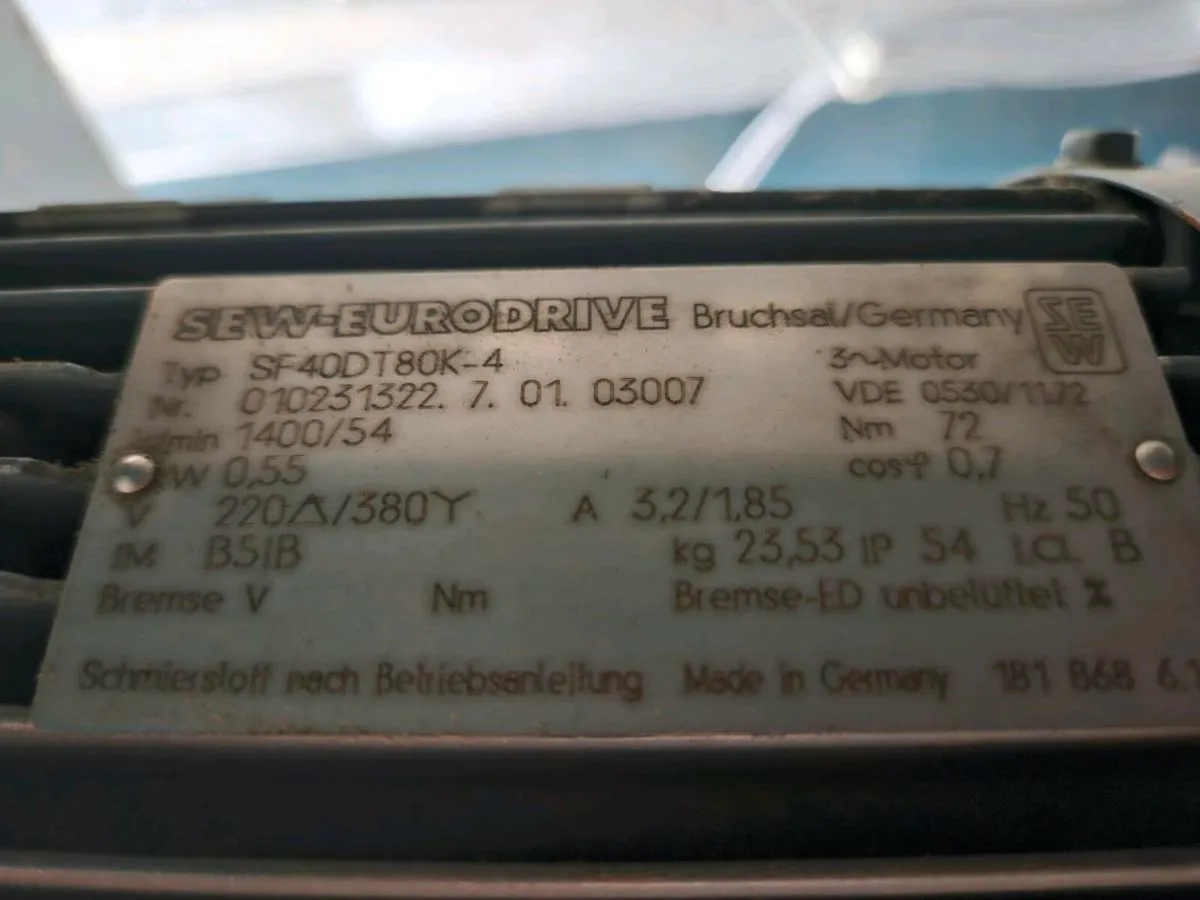 SEW-EURODRIVE Bruchsal/Germany SEW
Typ SF40DT80K-4 3~Motor
Nr. 010231322. 7. 01. 03007 VDE 0530/11.72
1/min 1400/54 Nm 72
kW 0,55 cosφ 0,7
V 220△/380Y A 3,2/1,85 Hz 50
IM B5IB kg 23,53 IP 54 I.CL B
Bremse V Nm Bremse-ED unbelüftet %
Schmierstoff nach Betriebsanleitung Made in Germany 181 868 6.1